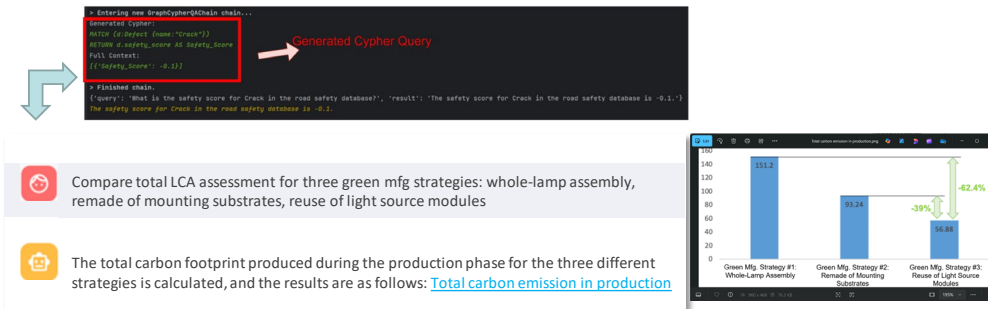 > Entering new GraphCypherQAChain chain...
Generated Cypher:
MATCH (d:Defect {name:"Crack"})
RETURN d.safety_score AS Safety_Score
Full Context:
[{'Safety_Score': -0.1}]
> Finished chain.
{'query': 'What is the safety score for Crack in the road safety database?', 'result': 'The safety score for Crack in the road safety database is -0.1.'}
The safety score for Crack in the road safety database is -0.1.
Generated Cypher Query
Compare total LCA assessment for three green mfg strategies: whole-lamp assembly,
remade of mounting substrates, reuse of light source modules
The total carbon footprint produced during the production phase for the three different
strategies is calculated, and the results are as follows: Total carbon emission in production
Total carbon emission in production.png
160
140
120
100
80
60
40
20
0
151.2
93.24
56.88
-39%
-62.4%
Green Mfg. Strategy #1:
Whole-Lamp Assembly
Green Mfg. Strategy #2:
Remade of Mounting
Substrates
Green Mfg. Strategy #3:
Reuse of Light Source
Modules